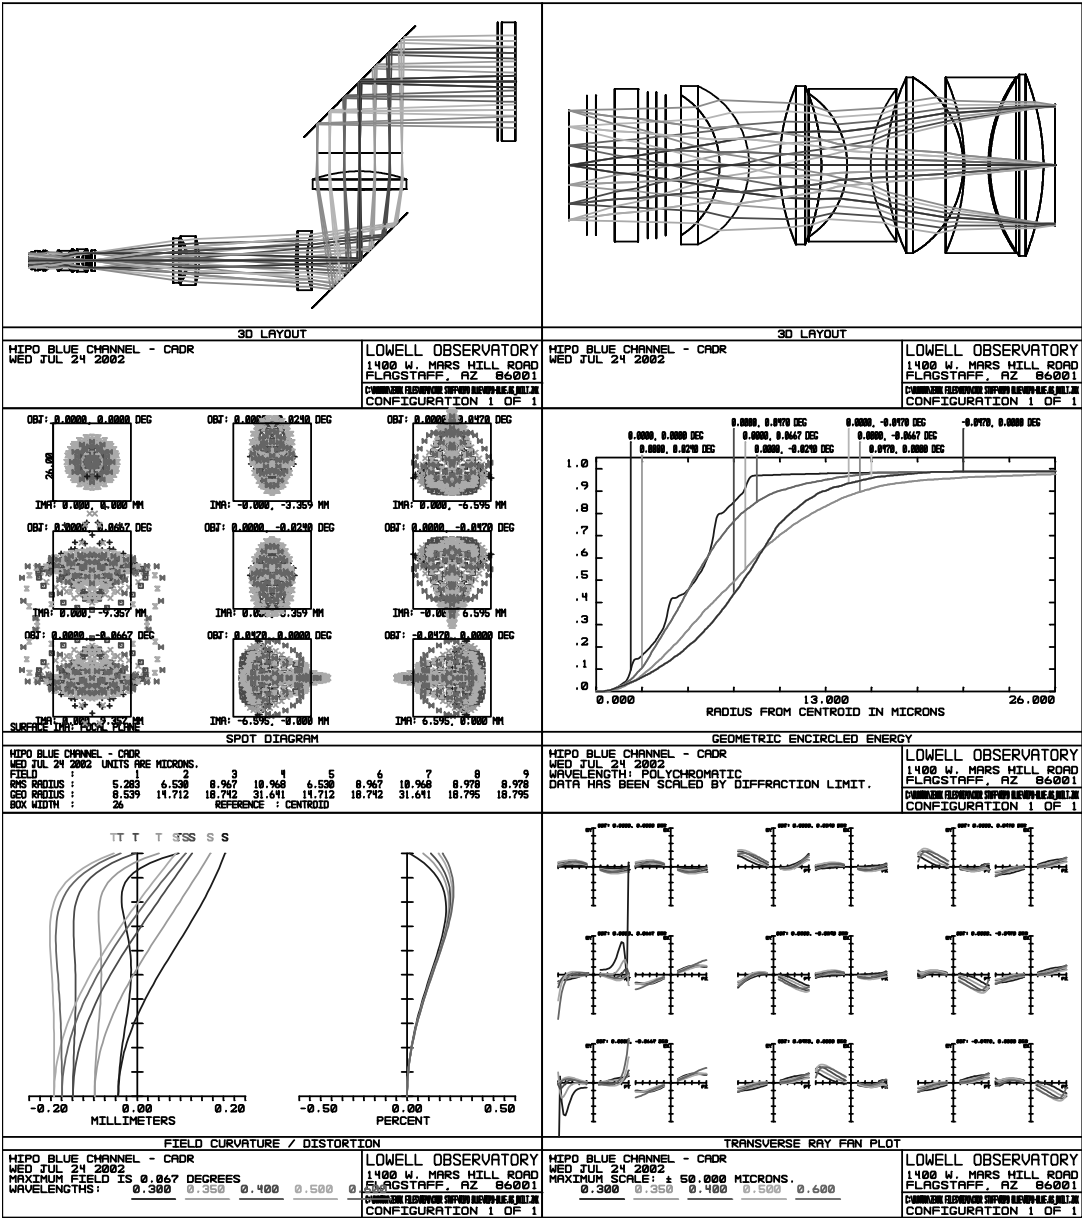 3D LAYOUT
HIPO BLUE CHANNEL - CADR
WED JUL 24 2002
LOWELL OBSERVATORY
1400 W. MARS HILL ROAD
FLAGSTAFF, AZ 86001
CONFIGURATION 1 OF 1
3D LAYOUT
HIPO BLUE CHANNEL - CADR
WED JUL 24 2002
LOWELL OBSERVATORY
1400 W. MARS HILL ROAD
FLAGSTAFF, AZ 86001
CONFIGURATION 1 OF 1
OBJ: 0.0000, 0.0000 DEG
26.00
IMA: 0.000, 0.000 MM
IMA: -0.000, -3.359 MM
IMA: 0.000, -6.595 MM
OBJ: 0.0000, -0.0240 DEG
OBJ: 0.0000, -0.0470 DEG
IMA: 0.000, -9.357 MM
OBJ: 0.0000, -0.0667 DEG
OBJ: 0.0470, 0.0000 DEG
OBJ: -0.0470, 0.0000 DEG
IMA: -6.595, -0.000 MM
IMA: 6.595, 0.000 MM
SURFACE IMA: FOCAL PLANE
SPOT DIAGRAM
HIPO BLUE CHANNEL - CADR
WED JUL 24 2002 UNITS ARE MICRONS.
FIELD : 1 2 3 4 5 6 7 8 9
RMS RADIUS : 5.283 6.530 8.967 10.968 6.530 8.967 10.968 8.978 8.978
GEO RADIUS : 8.539 14.712 18.742 31.641 14.712 18.742 31.641 18.795 18.795
BOX WIDTH : 26 REFERENCE : CENTROID
0.0000, 0.0470 DEG 0.0000, -0.0470 DEG -0.0470, 0.0000 DEG
0.0000, 0.0000 DEG 0.0000, 0.0667 DEG 0.0000, -0.0667 DEG
0.0000, 0.0240 DEG 0.0000, -0.0240 DEG 0.0470, 0.0000 DEG
1.0
.9
.8
.7
.6
.5
.4
.3
.2
.1
.0
0.000 13.000 26.000
RADIUS FROM CENTROID IN MICRONS
GEOMETRIC ENCIRCLED ENERGY
HIPO BLUE CHANNEL - CADR
WED JUL 24 2002
WAVELENGTH: POLYCHROMATIC
DATA HAS BEEN SCALED BY DIFFRACTION LIMIT.
LOWELL OBSERVATORY
1400 W. MARS HILL ROAD
FLAGSTAFF, AZ 86001
CONFIGURATION 1 OF 1
TT T T S TSS S S
-0.20 0.00 0.20
MILLIMETERS
-0.50 0.00 0.50
PERCENT
FIELD CURVATURE / DISTORTION
HIPO BLUE CHANNEL - CADR
WED JUL 24 2002
MAXIMUM FIELD IS 0.067 DEGREES
WAVELENGTHS: 0.300 0.350 0.400 0.500
LOWELL OBSERVATORY
1400 W. MARS HILL ROAD
FLAGSTAFF, AZ 86001
CONFIGURATION 1 OF 1
TRANSVERSE RAY FAN PLOT
HIPO BLUE CHANNEL - CADR
WED JUL 24 2002
MAXIMUM SCALE: ± 50.000 MICRONS.
0.300 0.350 0.400 0.500 0.600
LOWELL OBSERVATORY
1400 W. MARS HILL ROAD
FLAGSTAFF, AZ 86001
CONFIGURATION 1 OF 1